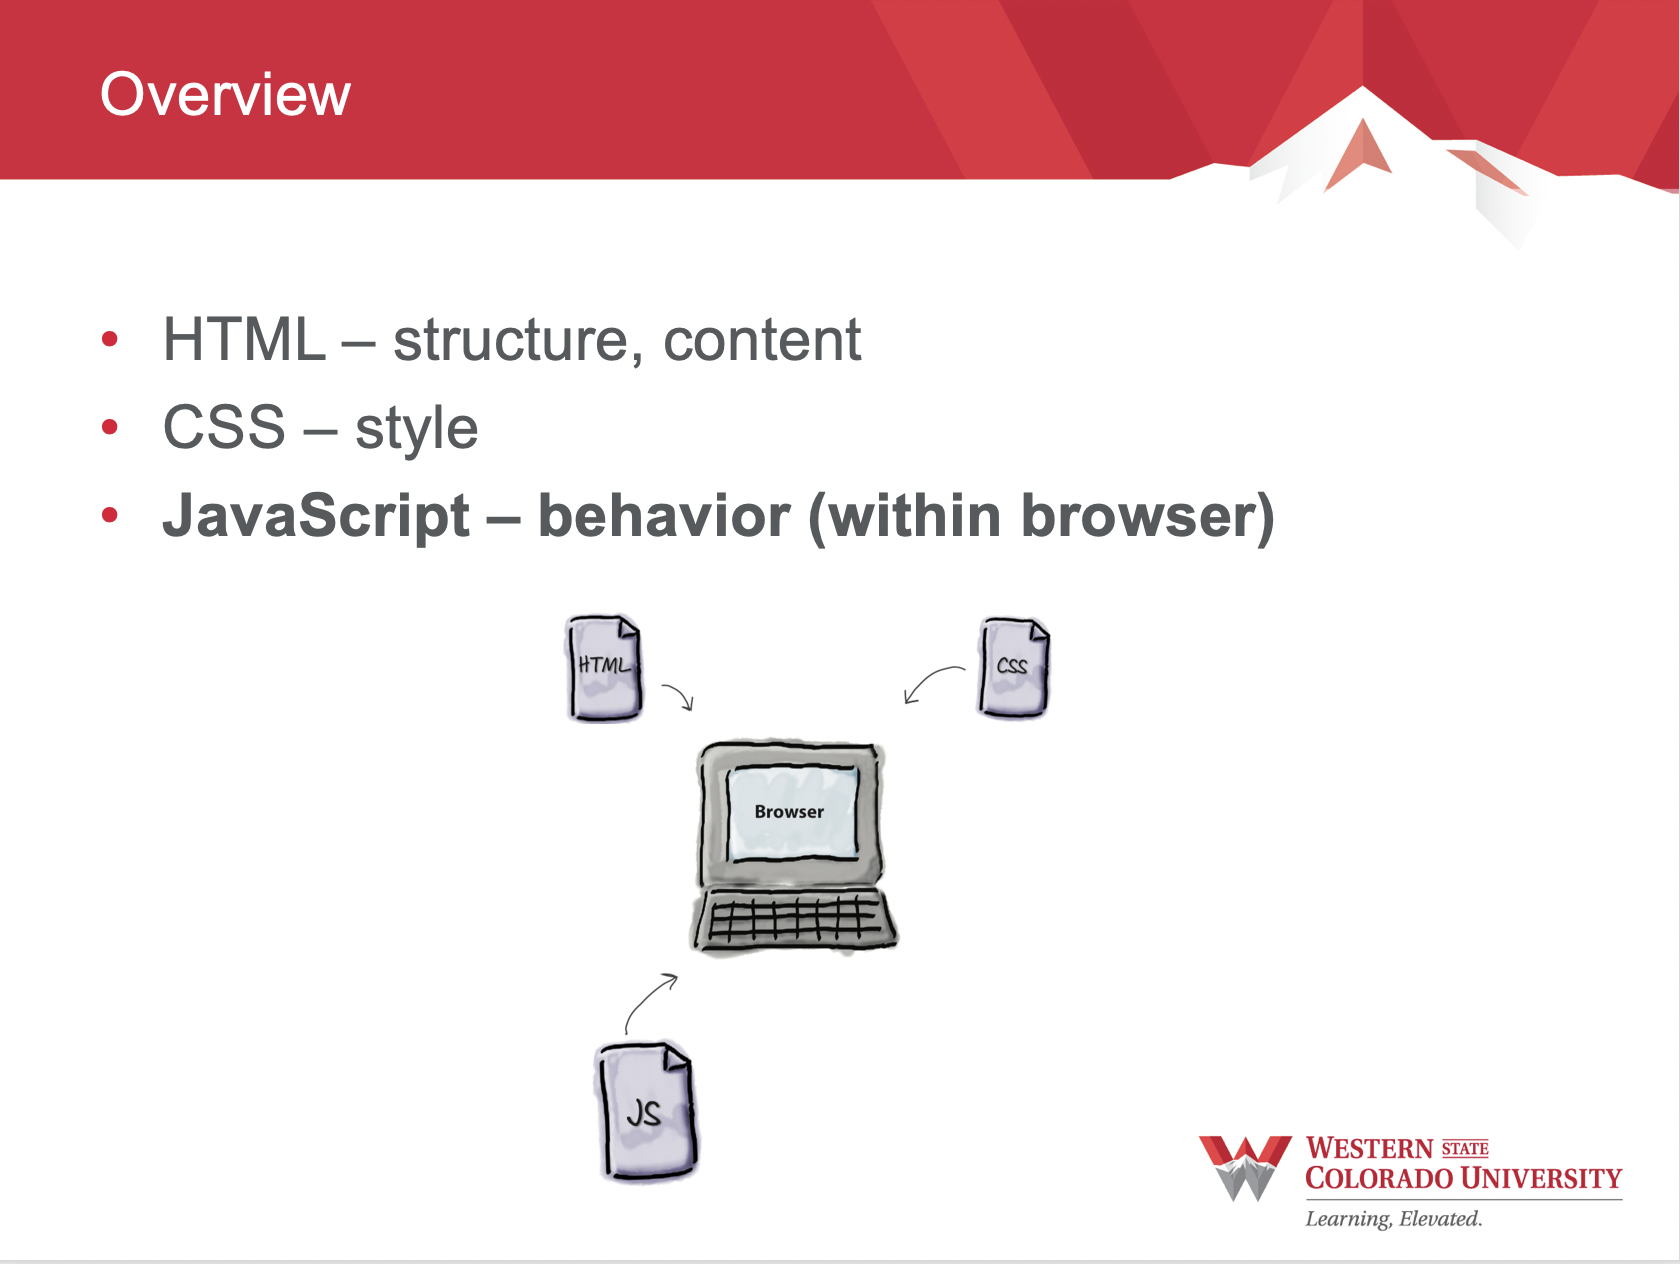 Overview
• HTML – structure, content
• CSS – style
• JavaScript – behavior (within browser)
HTML
CSS
Browser
JS
WESTERN STATE
COLORADO UNIVERSITY
Learning, Elevated.